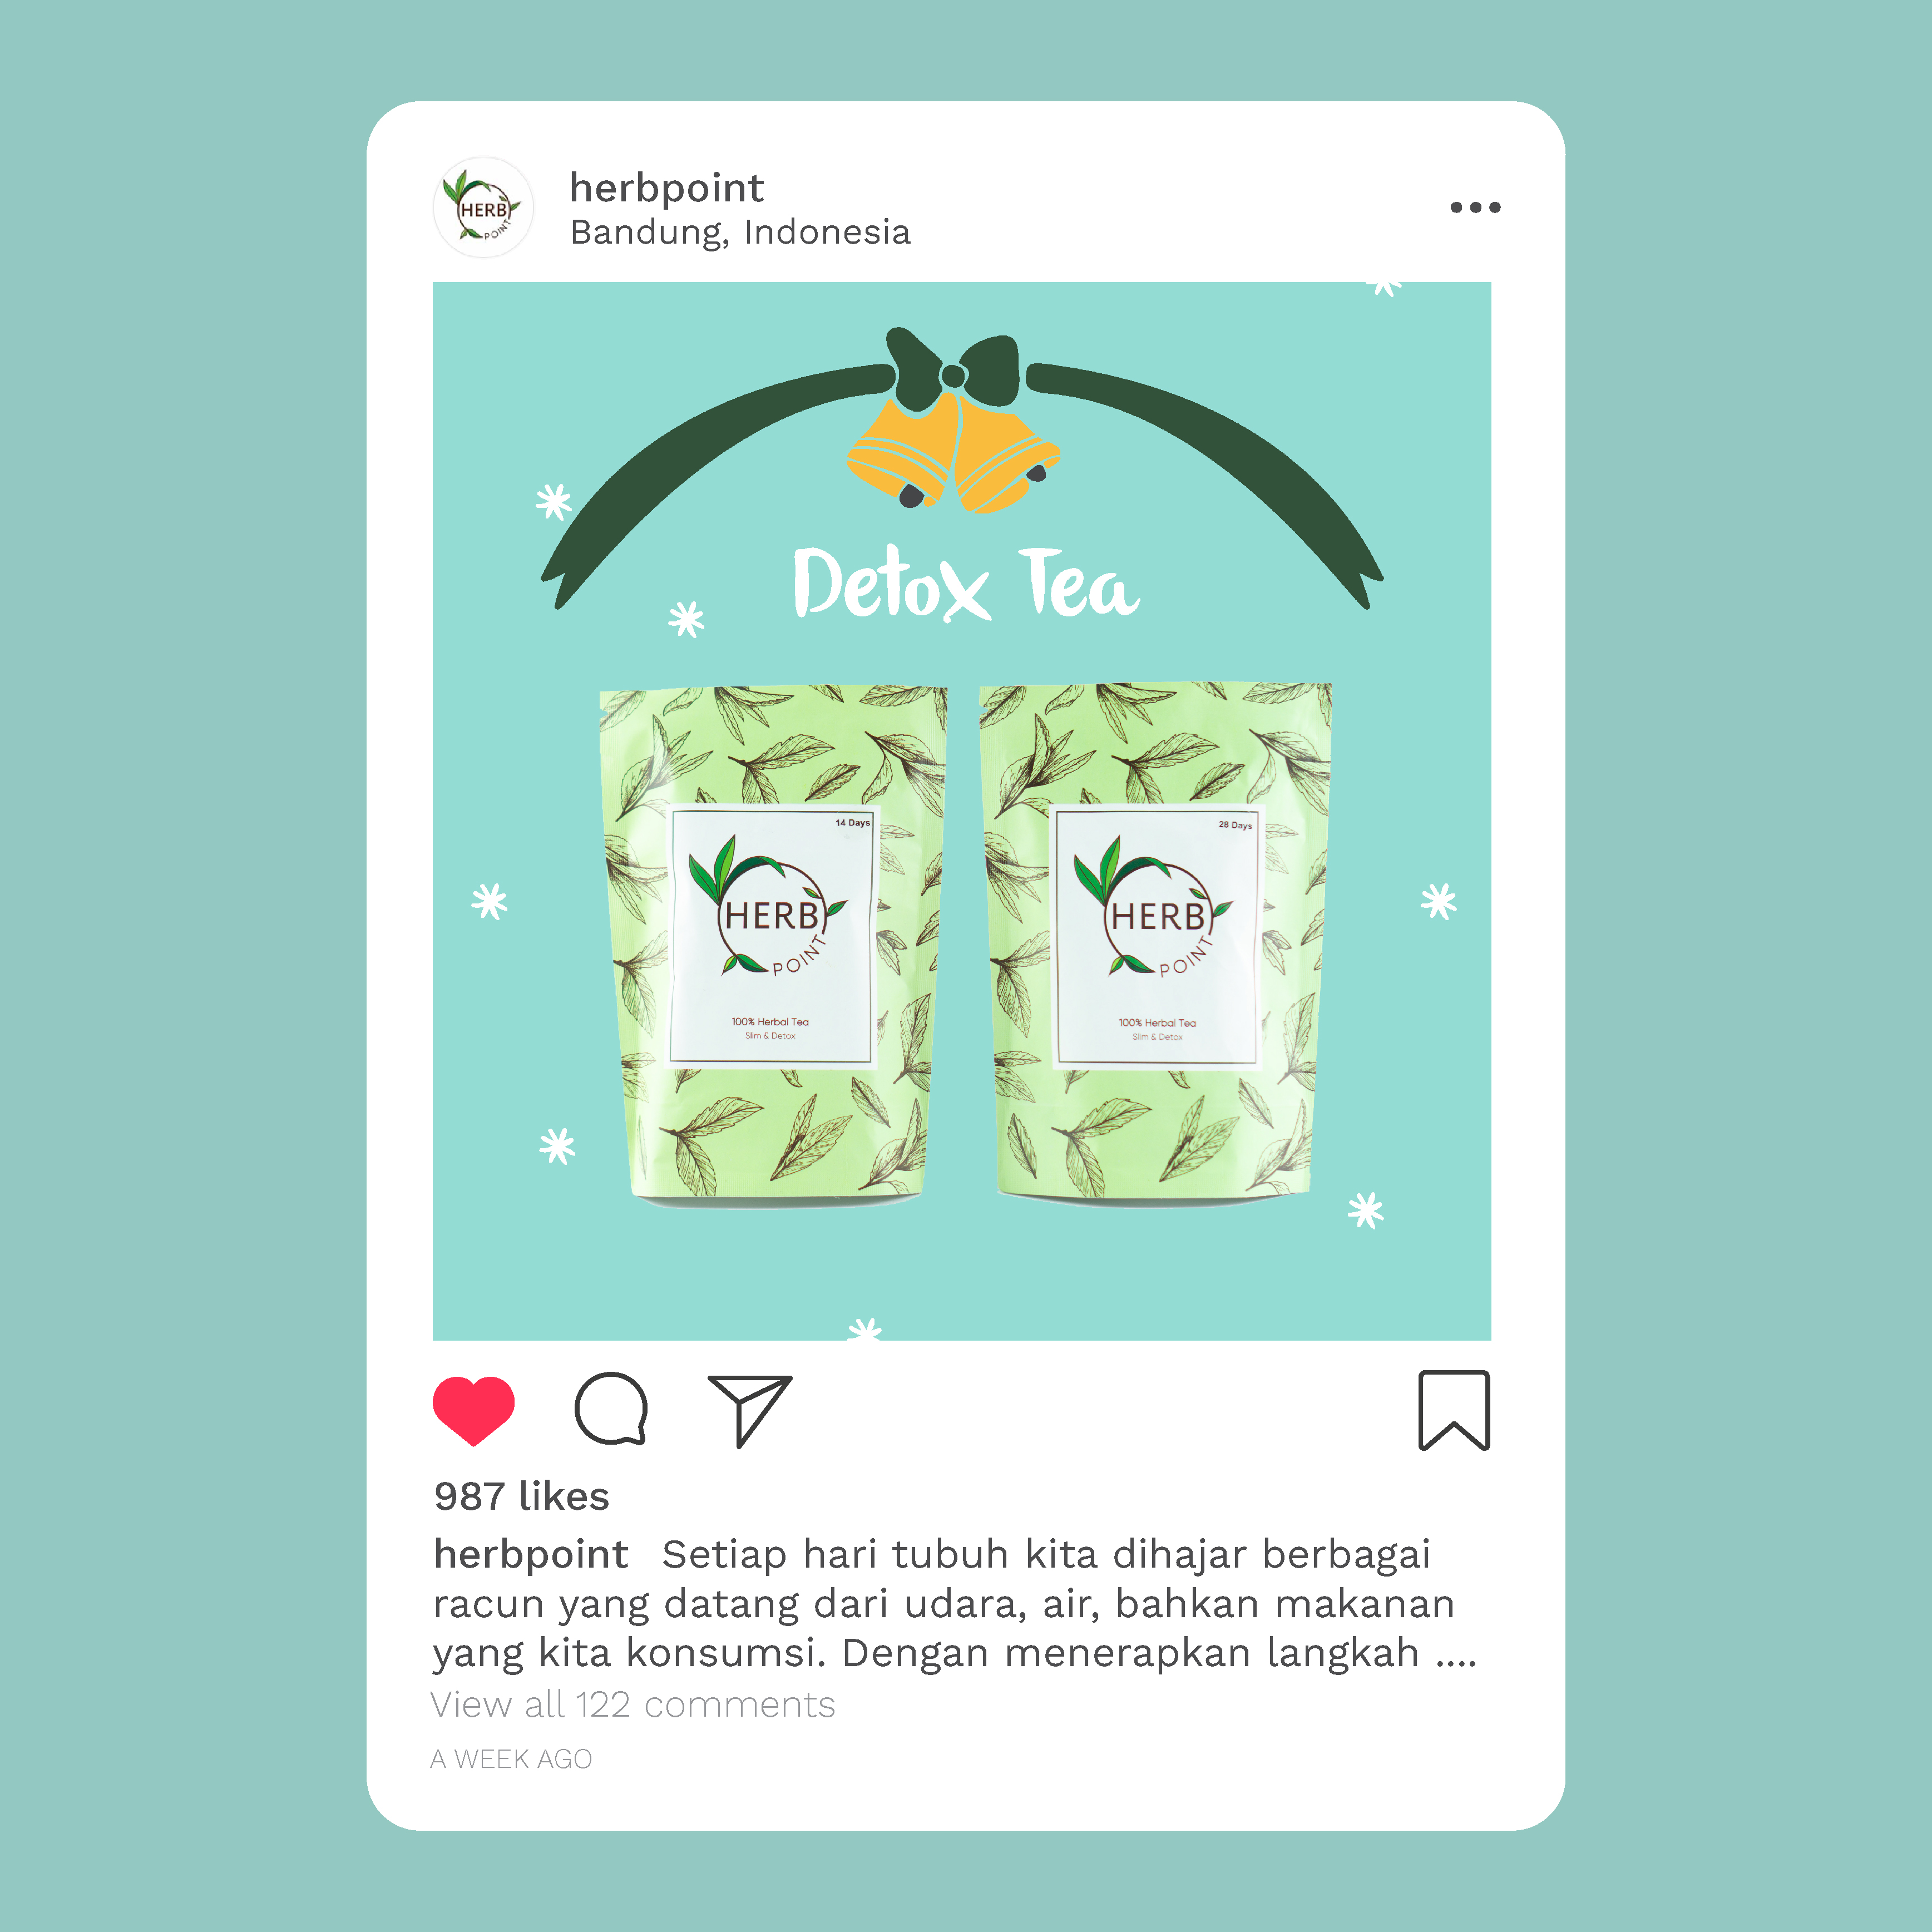 HERB
POINT
herbpoint
Bandung, Indonesia
Detox Tea
14 Days
HERB
POINT
100% Herbal Tea
Slim & Detox
28 Days
HERB
POINT
100% Herbal Tea
Slim & Detox
987 likes
herbpoint Setiap hari tubuh kita dihajar berbagai
racun yang datang dari udara, air, bahkan makanan
yang kita konsumsi. Dengan menerapkan langkah ....
View all 122 comments
A WEEK AGO